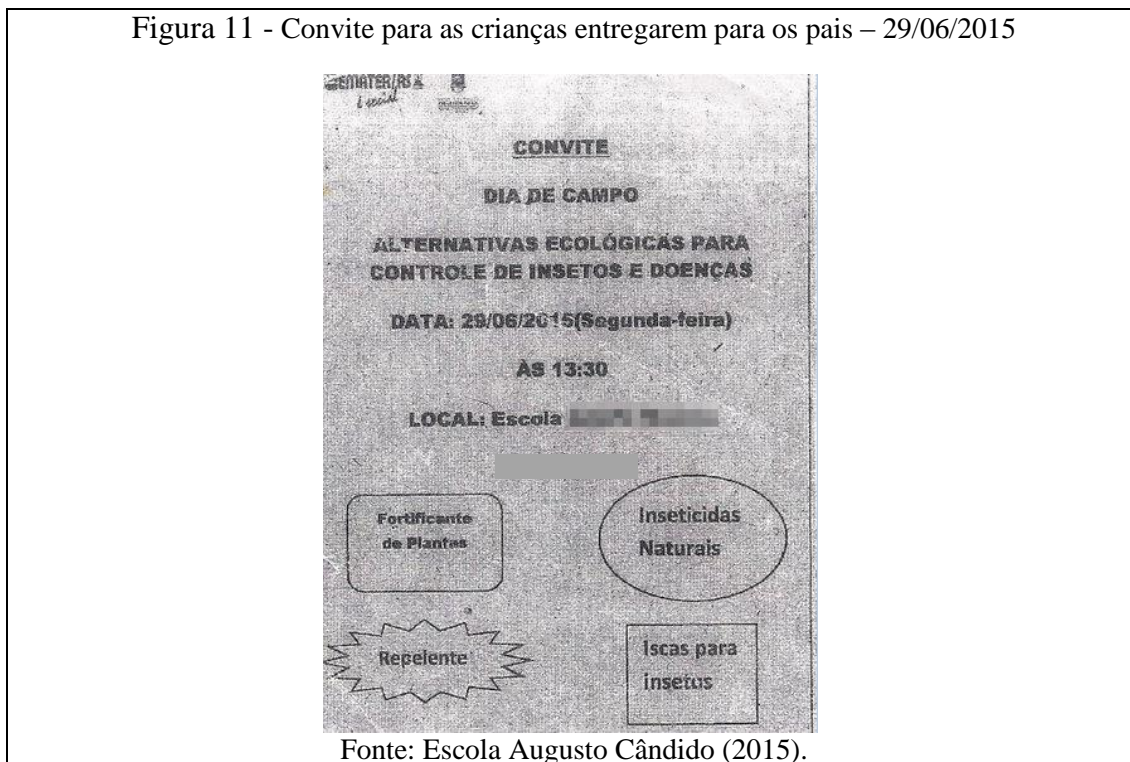 Figura 11 - Convite para as crianças entregarem para os pais – 29/06/2015
EMATER/RS
CONVITE
DIA DE CAMPO
ALTERNATIVAS ECOLÓGICAS PARA
CONTROLE DE INSETOS E DOENÇAS
DATA: 29/06/2015(Segunda-feira)
ÀS 13:30
LOCAL: Escola
Fortificante
de Plantas
Inseticidas
Naturais
Repelente
Iscas para
insetos
Fonte: Escola Augusto Cândido (2015).